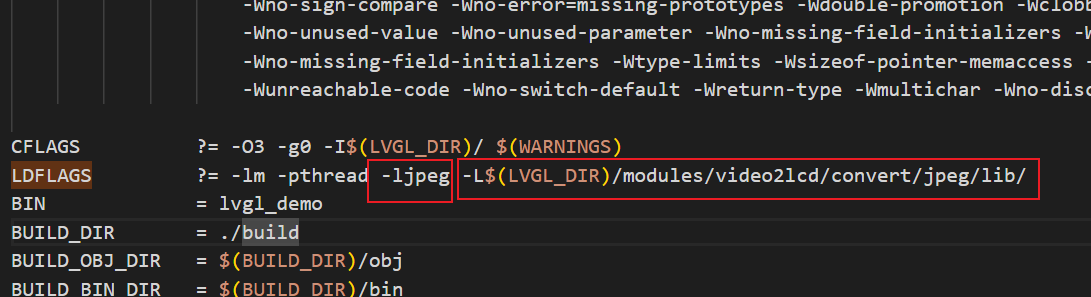 -Wno-sign-compare -Wno-error=missing-prototypes -Wdouble-promotion
-Wno-unused-value -Wno-unused-parameter -Wno-missing-field-initializers
-Wno-missing-field-initializers -Wtype-limits -Wsizeof-pointer-memaccess -
-Wunreachable-code -Wno-switch-default -Wreturn-type -Wmultichar
CFLAGS ?= -O3 -g0 -I$(LVGL_DIR)/ $(WARNINGS)
LDFLAGS ?= -lm -pthread -ljpeg -L$(LVGL_DIR)/modules/video2lcd/convert/jpeg/lib/
BIN = lvgl_demo
BUILD_DIR = ./build
BUILD_OBJ_DIR = $(BUILD_DIR)/obj
BUILD_BIN_DIR = $(BUILD_DIR)/bin